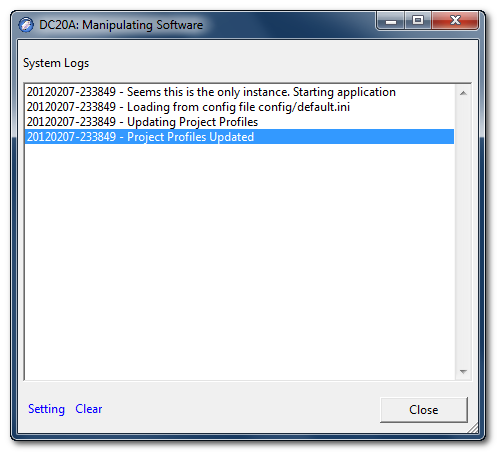 DC20A: Manipulating Software
System Logs
20120207-233849 - Seems this is the only instance. Starting application
20120207-233849 - Loading from config file config/default.ini
20120207-233849 - Updating Project Profiles
20120207-233849 - Project Profiles Updated
Setting Clear
Close